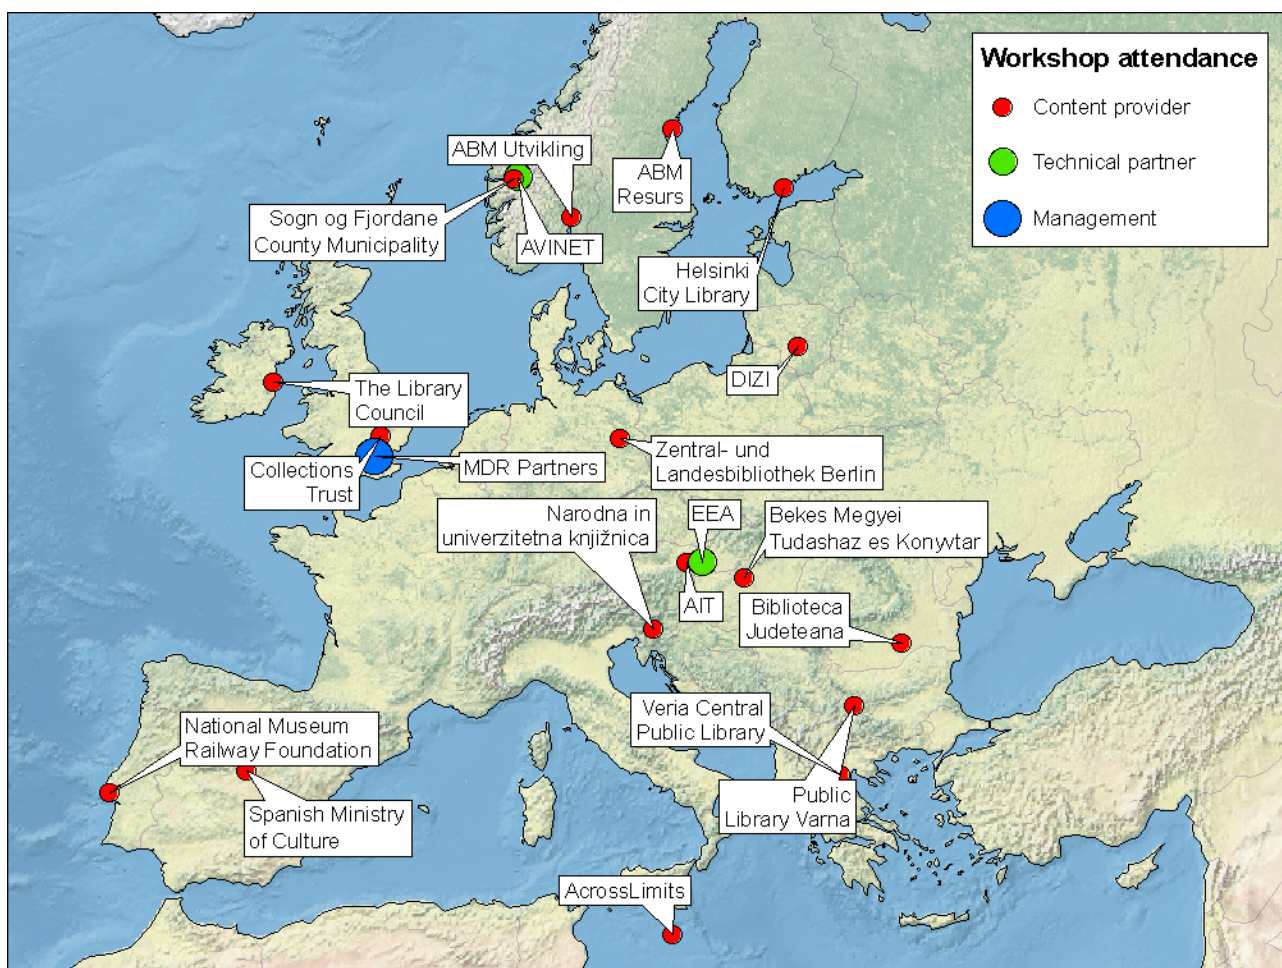 Workshop attendance
Content provider
Technical partner
Management
ABM Utvikling
ABM
Resurs
Sogn og Fjordane
County Municipality
AVINET
Helsinki
City Library
DIZI
The Library
Council
Collections
Trust
MDR Partners
Zentral- und
Landesbibliothek Berlin
Narodna in
univerzitetna knjižnica
EEA
Bekes Megyei
Tudashaz es Konyvtar
AIT
Biblioteca
Judeteana
Veria Central
Public Library
National Museum
Railway Foundation
Spanish Ministry
of Culture
Public
Library Varna
AcrossLimits